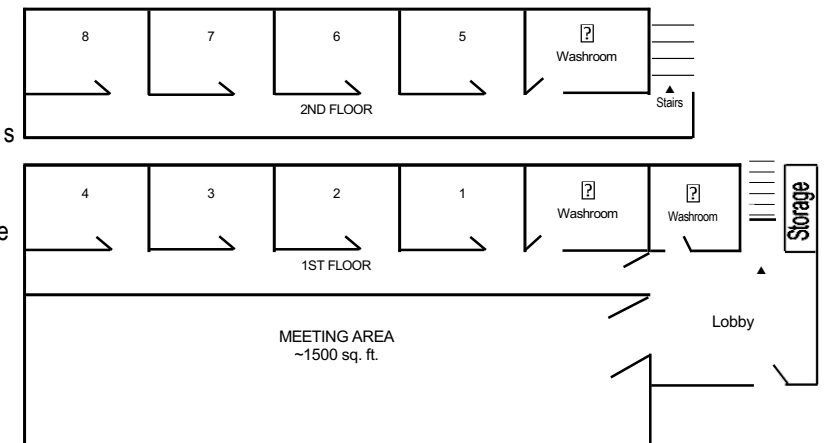 8
7
6
5
Washroom
Stairs
2ND FLOOR
s
4
3
2
1
Washroom
Washroom
Storage
e
1ST FLOOR
Lobby
MEETING AREA
~1500 sq. ft.